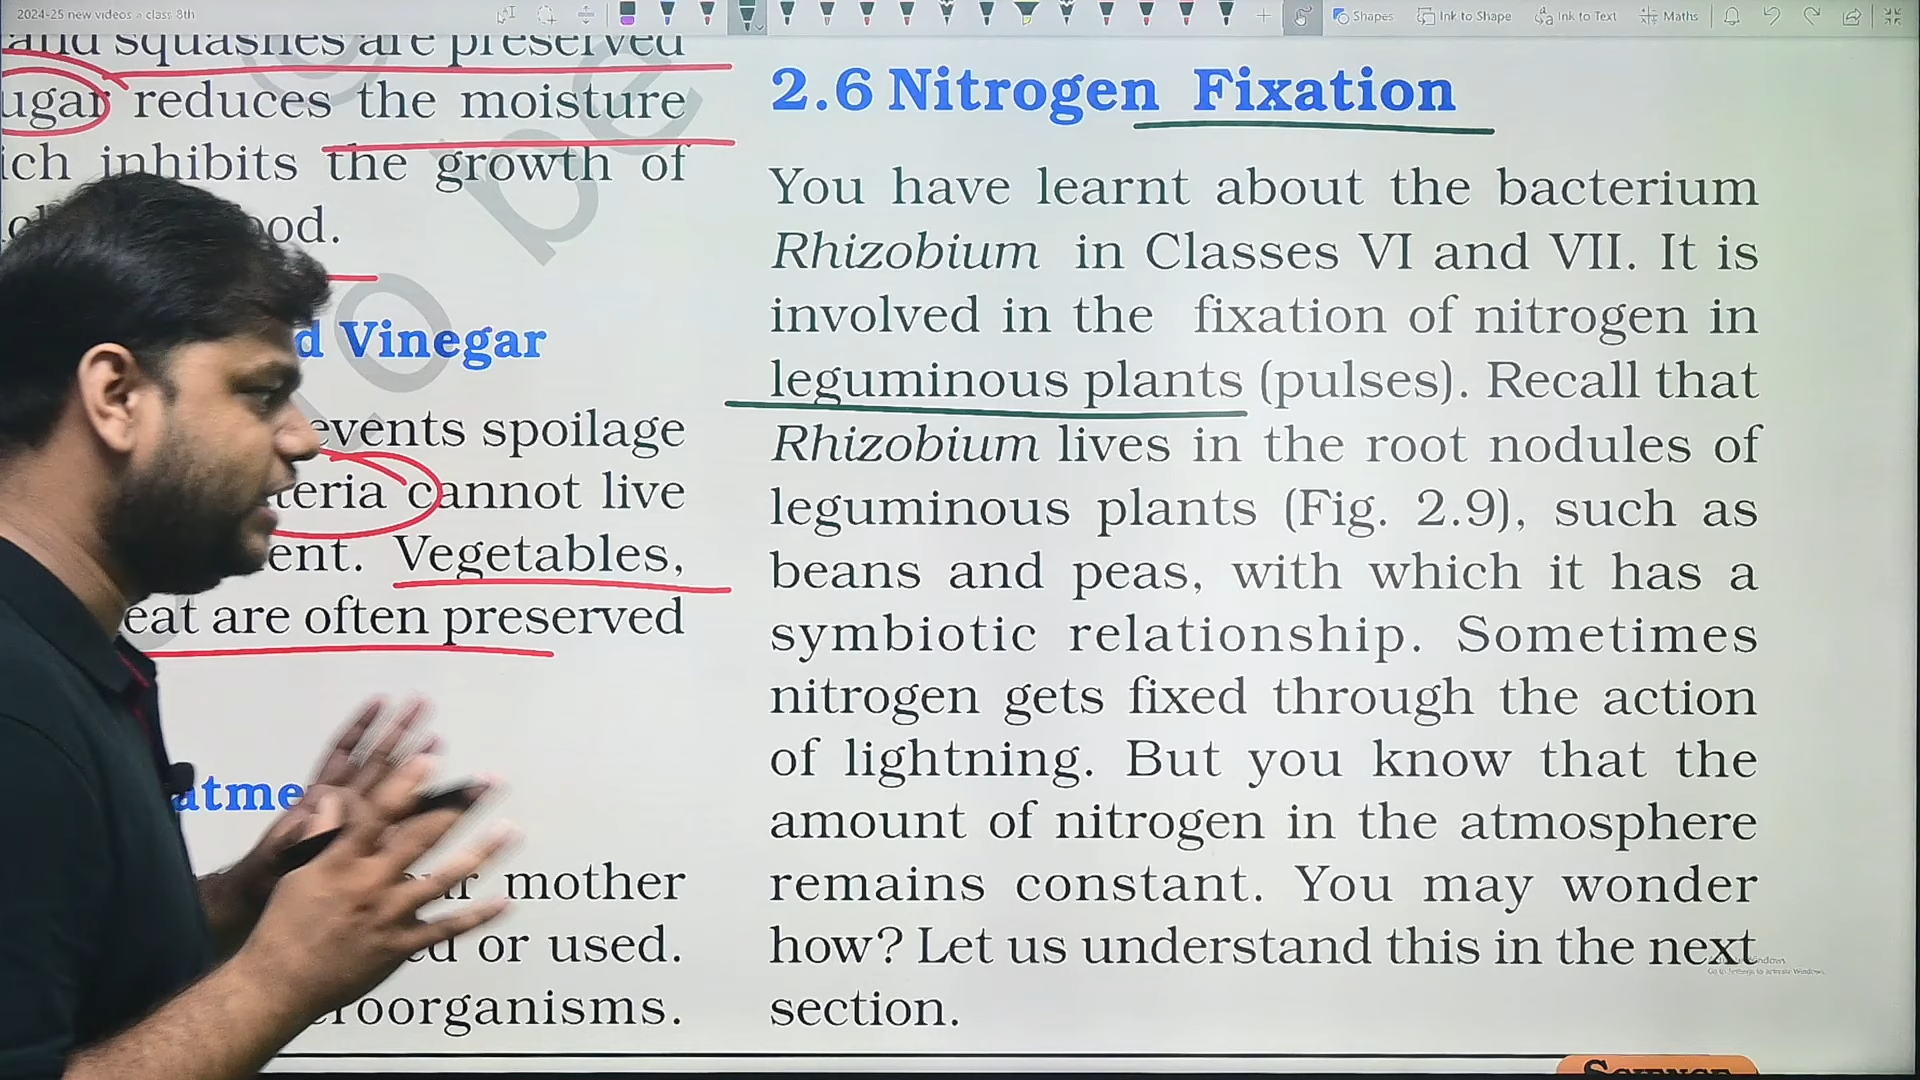 2024-25 new videos a class 8th
Shapes
Ink to Shape
Ink to Text
Maths
and squashes are preserved
reduces the moisture
inhibits the growth of
Vinegar
spoilage
cannot live
Vegetables,
are often preserved
mother
or used.
2.6 Nitrogen Fixation
You have learnt about the bacterium
Rhizobium in Classes VI and VII. It is
involved in the fixation of nitrogen in
leguminous plants (pulses). Recall that
Rhizobium lives in the root nodules of
leguminous plants (Fig. 2.9), such as
beans and peas, with which it has a
symbiotic relationship. Sometimes
nitrogen gets fixed through the action
of lightning. But you know that the
amount of nitrogen in the atmosphere
remains constant. You may wonder
how? Let us understand this in the next
section.